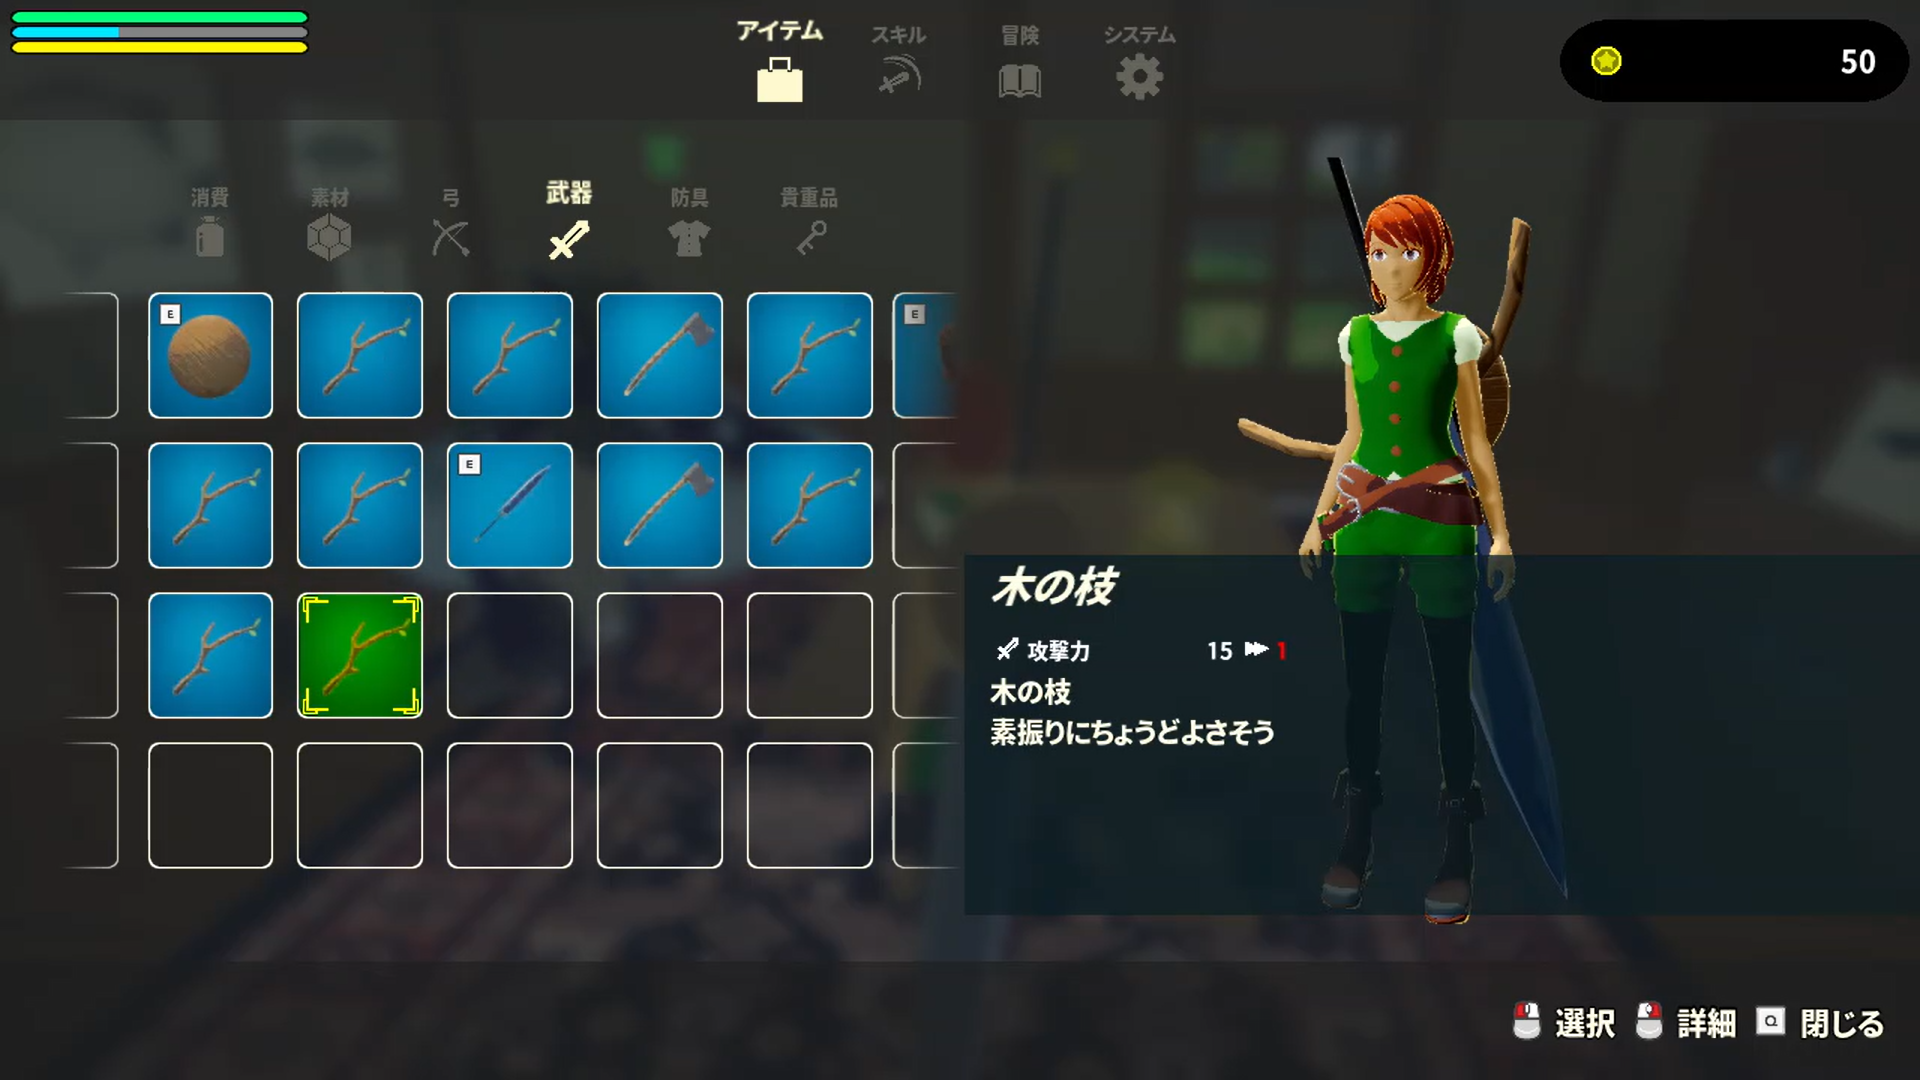 アイテム
スキル
冒険
システム
50
消費
素材
弓
武器
防具
貴重品
E
E
E
木の枝
攻撃力 15 1
木の枝
素振りにちょうどよさそう
選択
詳細
Q 閉じる